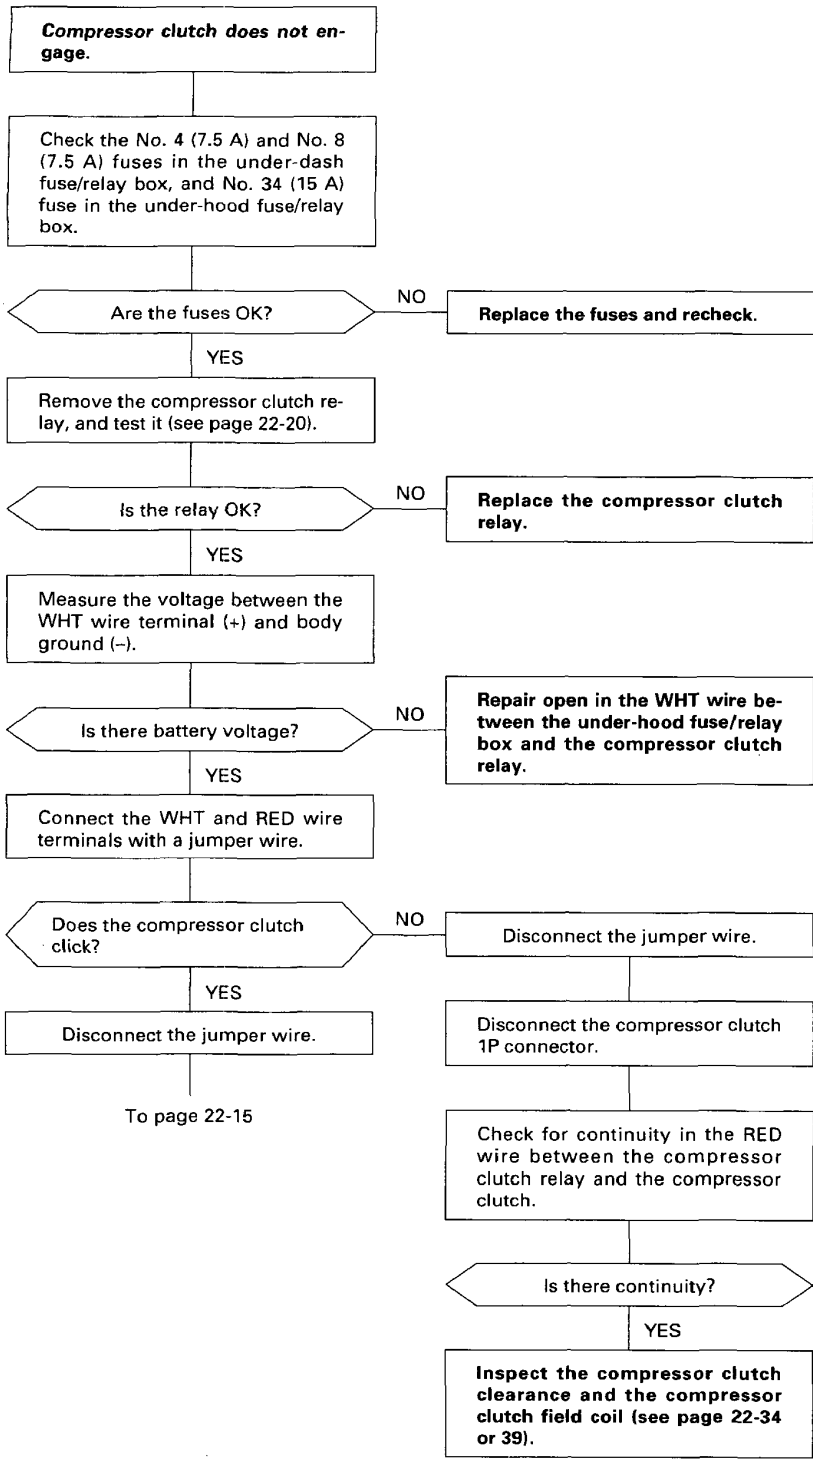 Compressor clutch does not en-
gage.
Check the No. 4 (7.5 A) and No. 8
(7.5 A) fuses in the under-dash
fuse/relay box, and No. 34 (15 A)
fuse in the under-hood fuse/relay
box.
Are the fuses OK?
NO
Replace the fuses and recheck.
YES
Remove the compressor clutch re-
lay, and test it (see page 22-20).
Is the relay OK?
NO
Replace the compressor clutch
relay.
YES
Measure the voltage between the
WHT wire terminal (+) and body
ground (–).
Is there battery voltage?
NO
Repair open in the WHT wire be-
tween the under-hood fuse/relay
box and the compressor clutch
relay.
YES
Connect the WHT and RED wire
terminals with a jumper wire.
Does the compressor clutch
click?
NO
Disconnect the jumper wire.
YES
Disconnect the jumper wire.
To page 22-15
Disconnect the compressor clutch
1P connector.
Check for continuity in the RED
wire between the compressor
clutch relay and the compressor
clutch.
Is there continuity?
YES
Inspect the compressor clutch
clearance and the compressor
clutch field coil (see page 22-34
or 39).